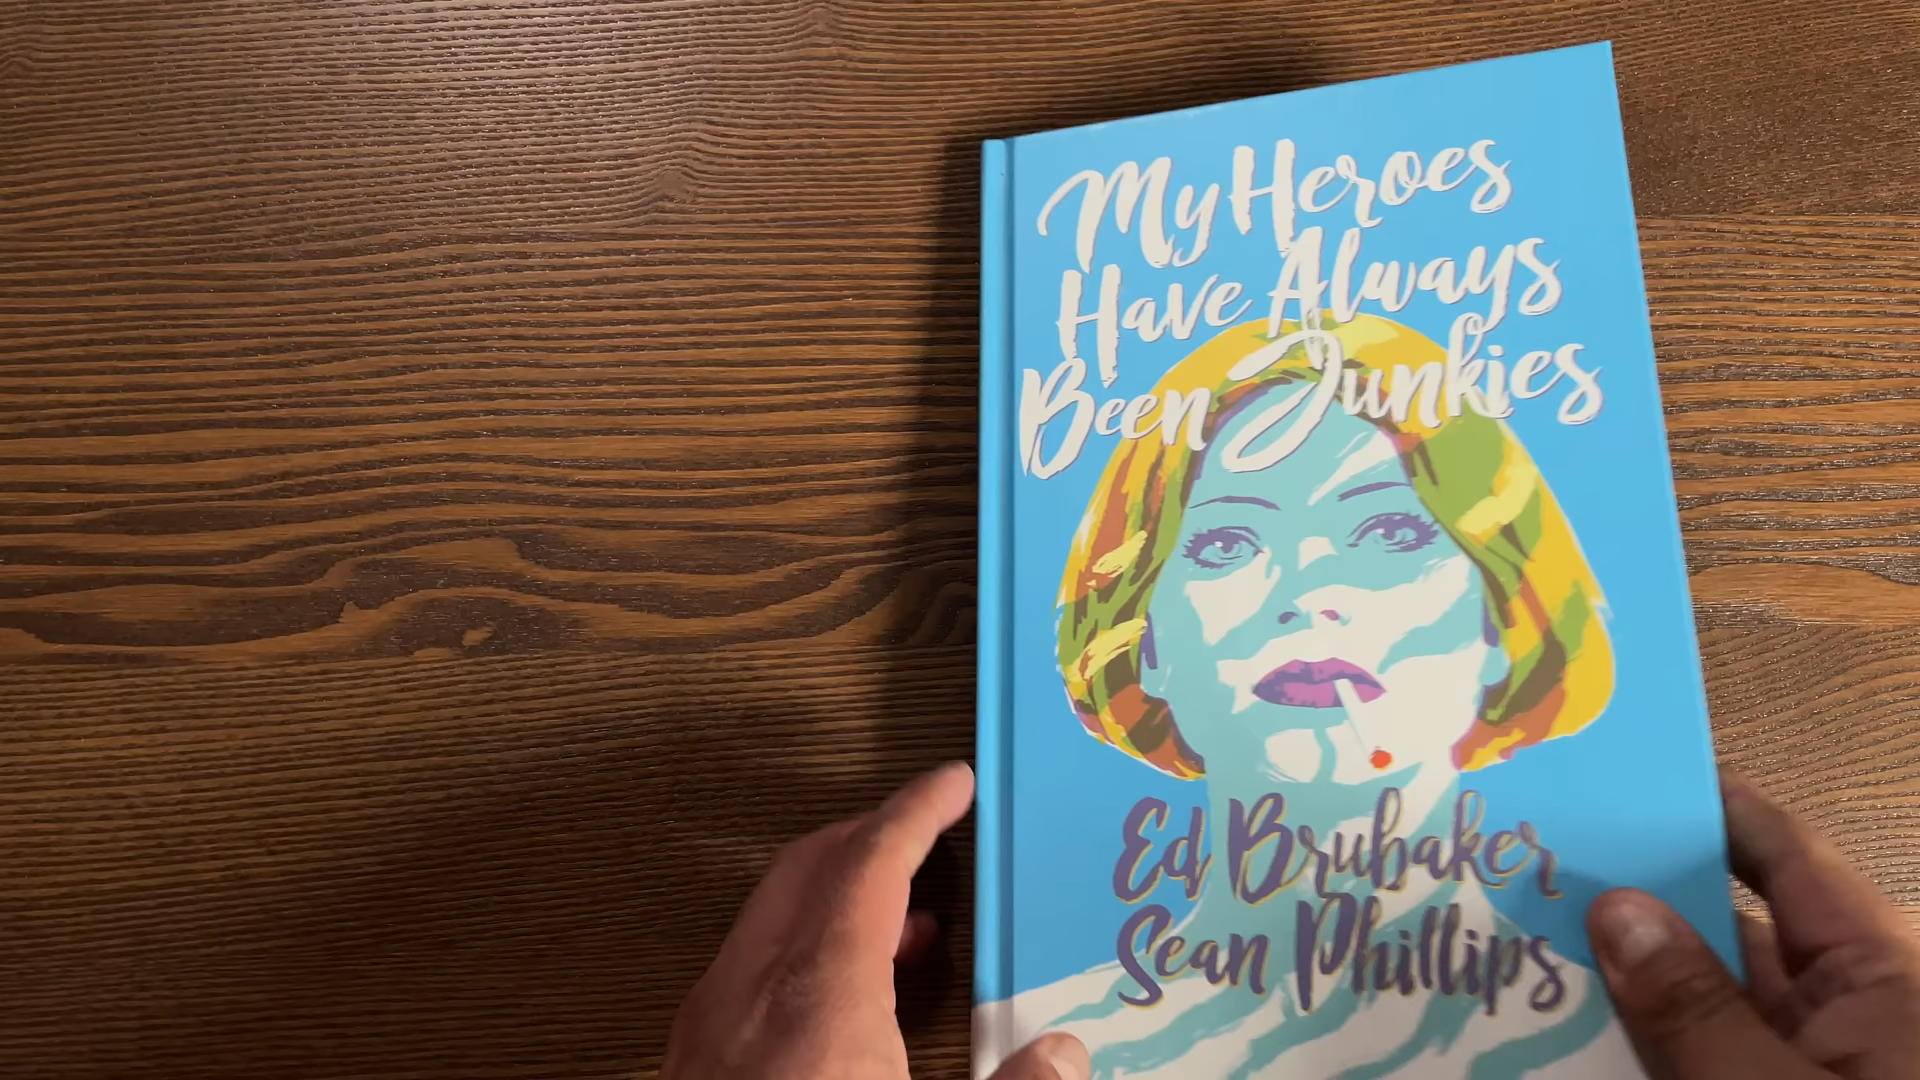 My Heroes
Have Always
Been Junkies
Ed Brubaker
Sean Phillips